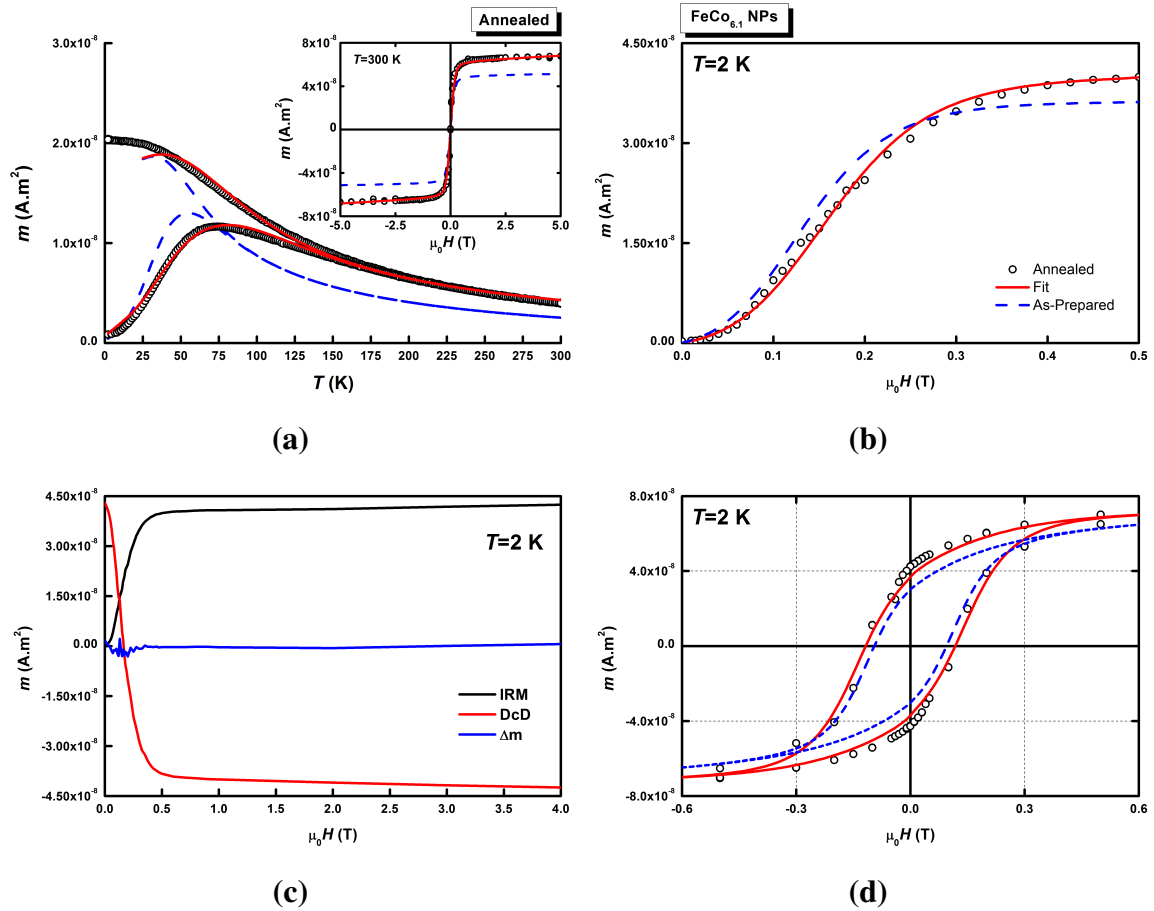 Annealed
3.0x10⁻⁸
2.0x10⁻⁸
1.0x10⁻⁸
0.0
0 25 50 75 100 125 150 175 200 225 250 275 300
m (A.m²)
T (K)
T=300 K
8x10⁻⁸
4x10⁻⁸
0
-4x10⁻⁸
-8x10⁻⁸
-5.0 -2.5 0.0 2.5 5.0
m (A.m²)
μ₀H (T)
(a)
FeCo₆.₁ NPs
T=2 K
4.50x10⁻⁸
3.00x10⁻⁸
1.50x10⁻⁸
0.00
0.0 0.1 0.2 0.3 0.4 0.5
m (A.m²)
μ₀H (T)
Annealed
Fit
As-Prepared
(b)
4.50x10⁻⁸
3.00x10⁻⁸
1.50x10⁻⁸
0.00
-1.50x10⁻⁸
-3.00x10⁻⁸
-4.50x10⁻⁸
0.0 0.5 1.0 1.5 2.0 2.5 3.0 3.5 4.0
m (A.m²)
μ₀H (T)
T=2 K
IRM
DcD
Δm
(c)
T=2 K
8.0x10⁻⁸
4.0x10⁻⁸
0.0
-4.0x10⁻⁸
-8.0x10⁻⁸
-0.6 -0.3 0.0 0.3 0.6
m (A.m²)
μ₀H (T)
(d)